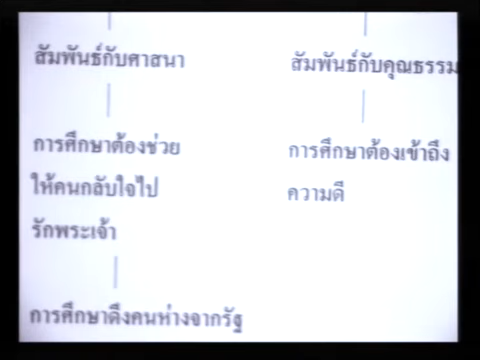 สัมพันธ์กับศาสนา
การศึกษาต้องช่วย
ให้คนกลับใจไป
รักพระเจ้า
การศึกษาดึงคนห่างจากรัฐ
สัมพันธ์กับคุณธรรม
การศึกษาต้องเข้าถึง
ความดี